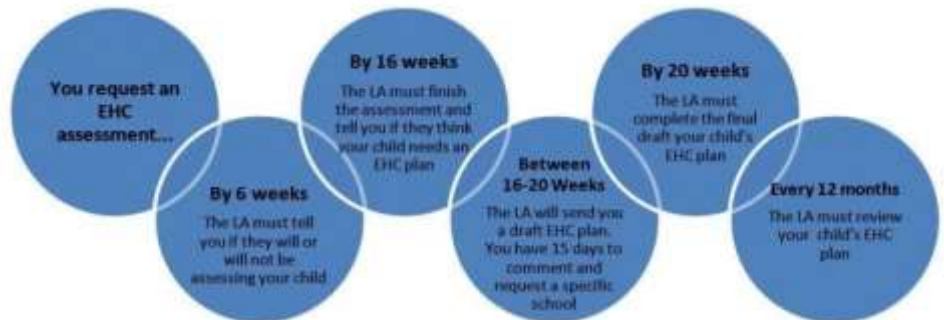 You request an
EHC
assessment...
By 6 weeks
The LA must tell
you if they will or
will not be
assessing your child
By 16 weeks
The LA must finish
the assessment and
tell you if they think
your child needs an
EHC plan
Between
16-20 Weeks
The LA will send you
a draft EHC plan.
You have 15 days to
comment and
request a specific
school
By 20 weeks
The LA must
complete the final
draft your child's
EHC plan
Every 12 months
The LA must review
your child's EHC
plan